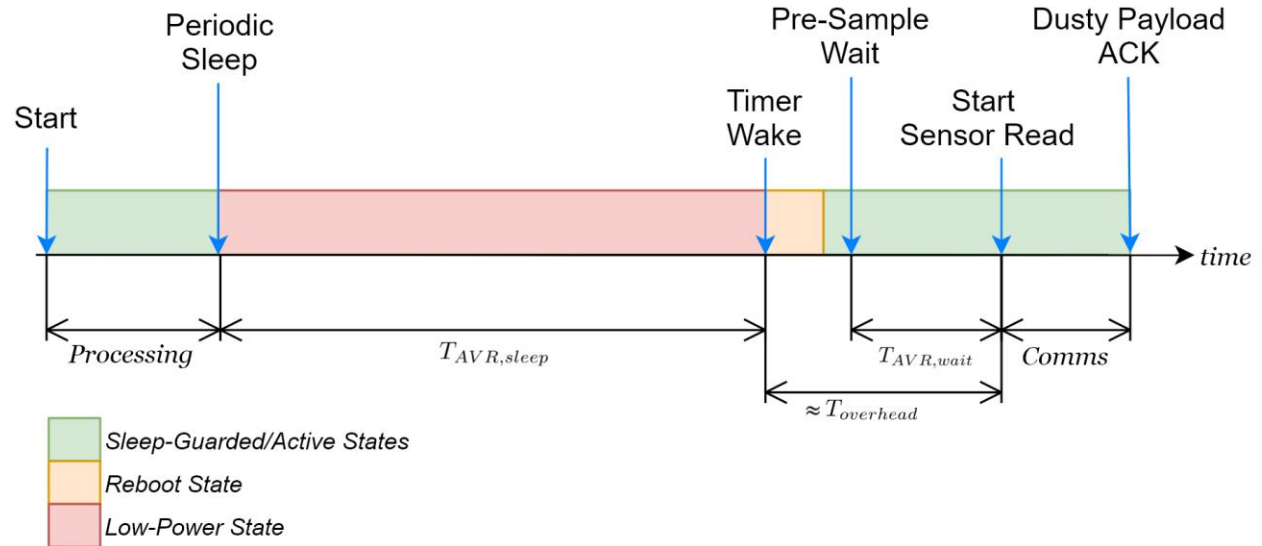 Start
Periodic
Sleep
Timer
Wake
Pre-Sample
Wait
Start
Sensor Read
Dusty Payload
ACK
time
Processing
T_{AVR,sleep}
T_{AVR,wait}
Comms
≈ T_{overhead}
Sleep-Guarded/Active States
Reboot State
Low-Power State